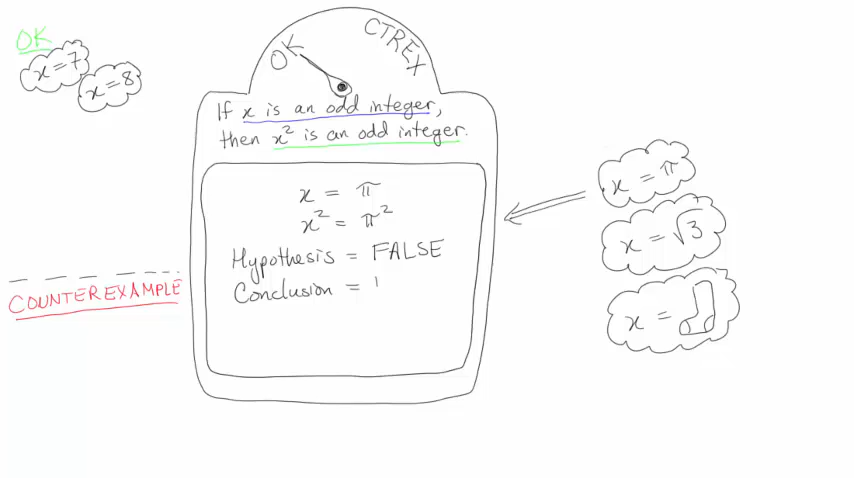 OK
x = 7
x = 8
OK
CTREX
If x is an odd integer,
then x² is an odd integer.
x = π
x² = π²
Hypothesis = FALSE
Conclusion =
COUNTEREXAMPLE
x = π
x = √3
x =